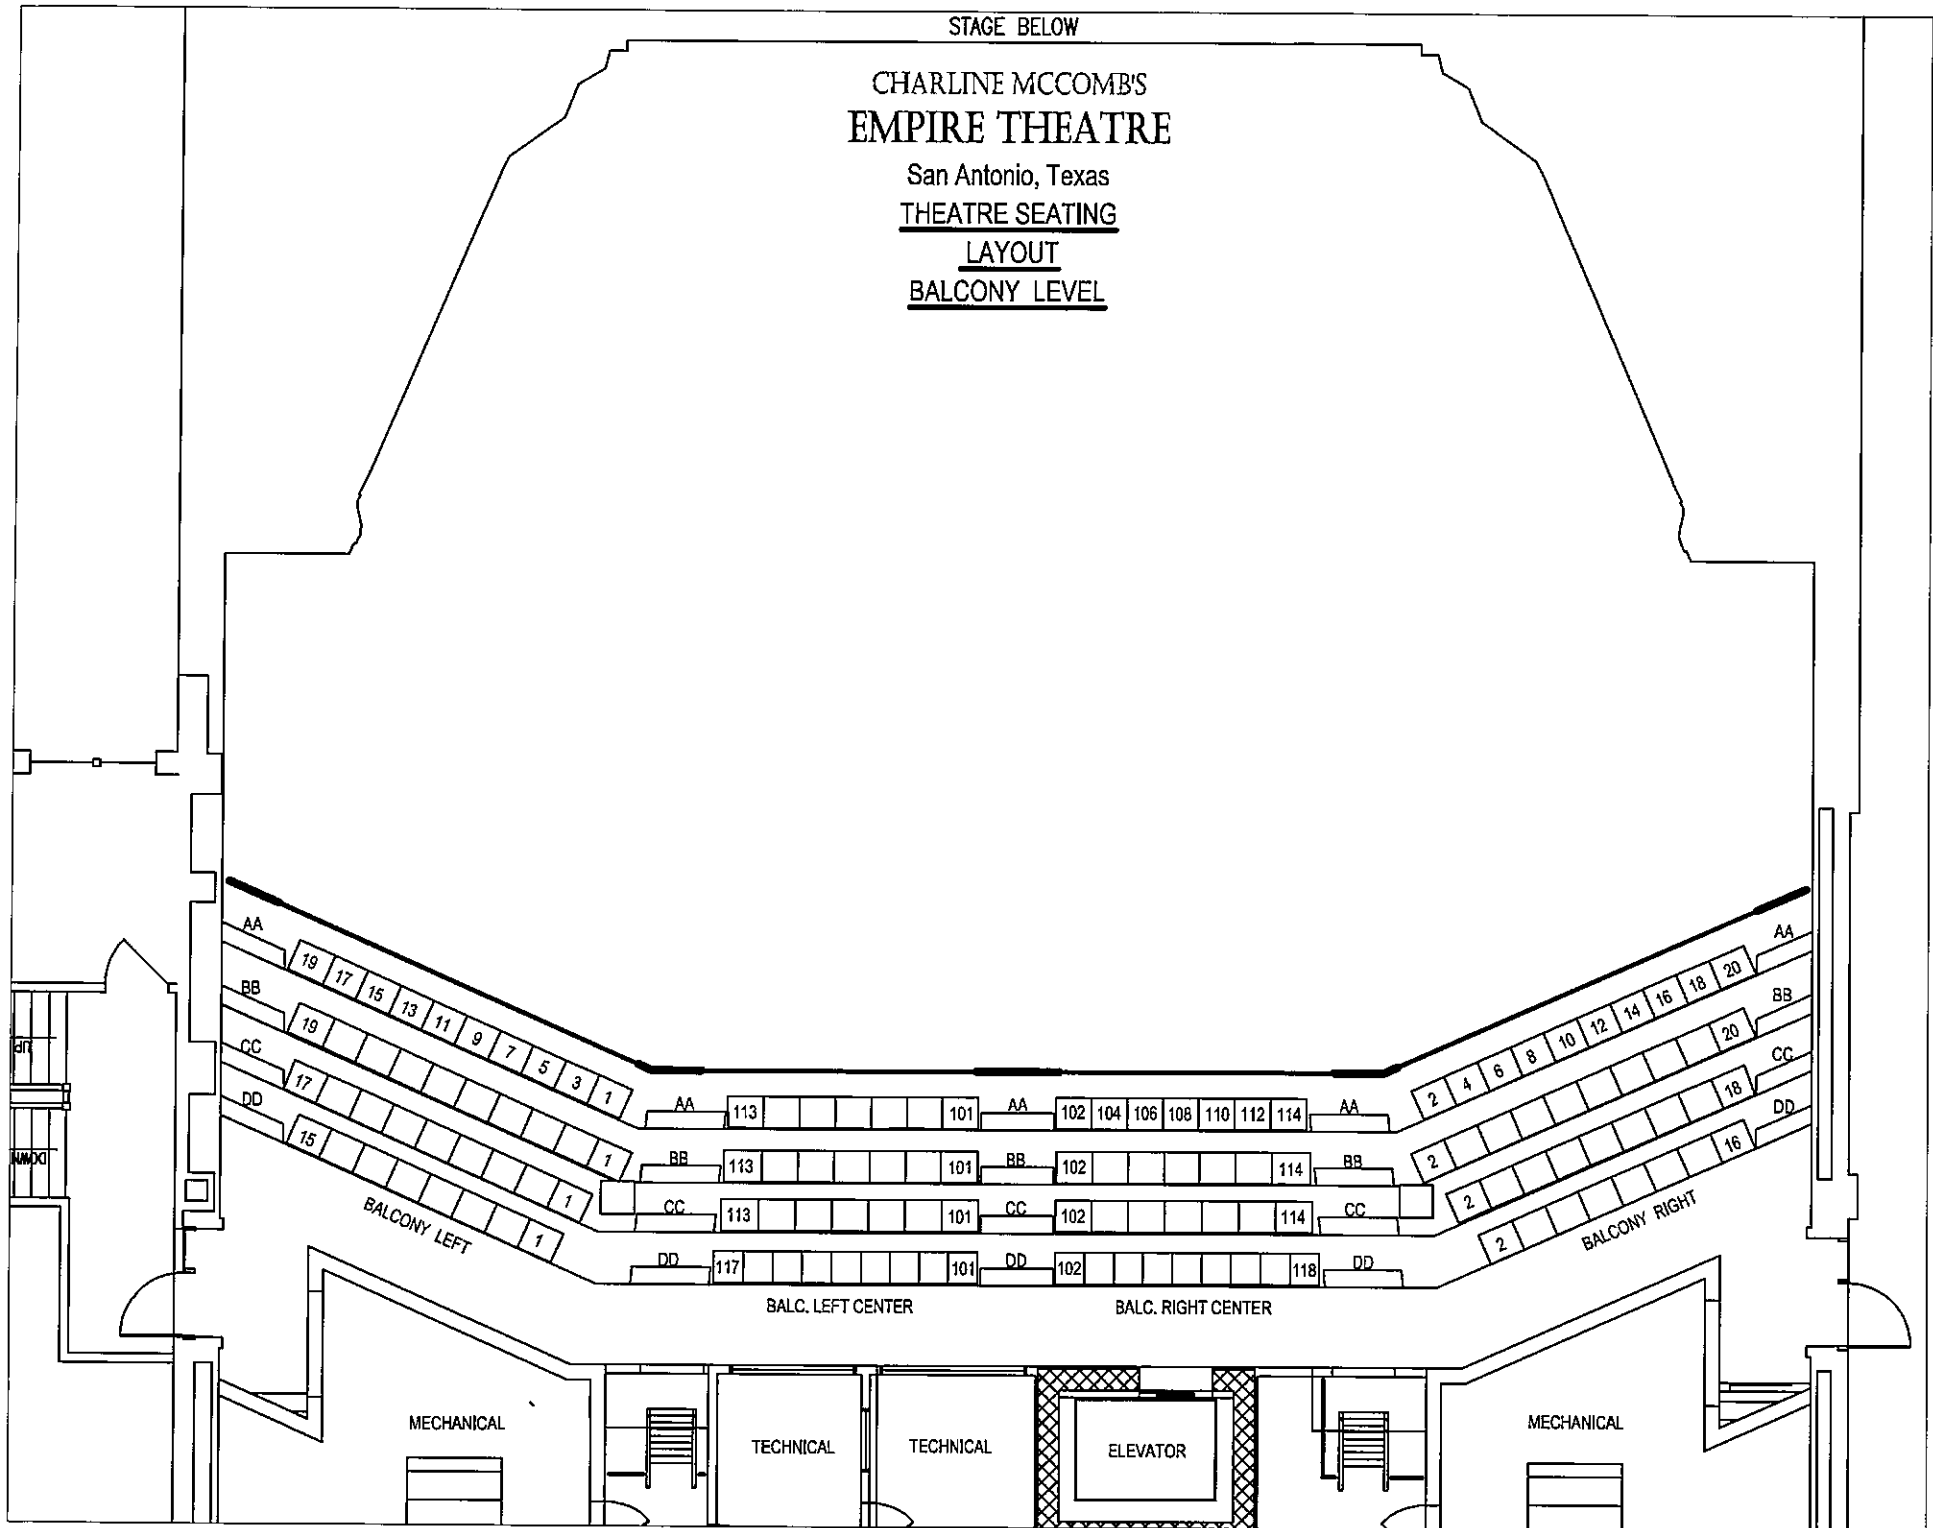 STAGE BELOW
CHARLINE MCCOMB'S
EMPIRE THEATRE
San Antonio, Texas
THEATRE SEATING
LAYOUT
BALCONY LEVEL
AA
19 17 15 13 11 9 7 5 3 1
AA
113 101
AA
102 104 106 108 110 112 114
AA
2 4 6 8 10 12 14 16 18 20
AA
BB
19 1
BB
113 101
BB
102 114
BB
2 20
BB
CC
17 1
CC
113 101
CC
102 114
CC
2 18
CC
DD
15 1
DD
117 101
DD
102 118
DD
2 16
DD
UP
DOWN
BALCONY LEFT
BALC. LEFT CENTER
BALC. RIGHT CENTER
BALCONY RIGHT
MECHANICAL
TECHNICAL
TECHNICAL
ELEVATOR
MECHANICAL